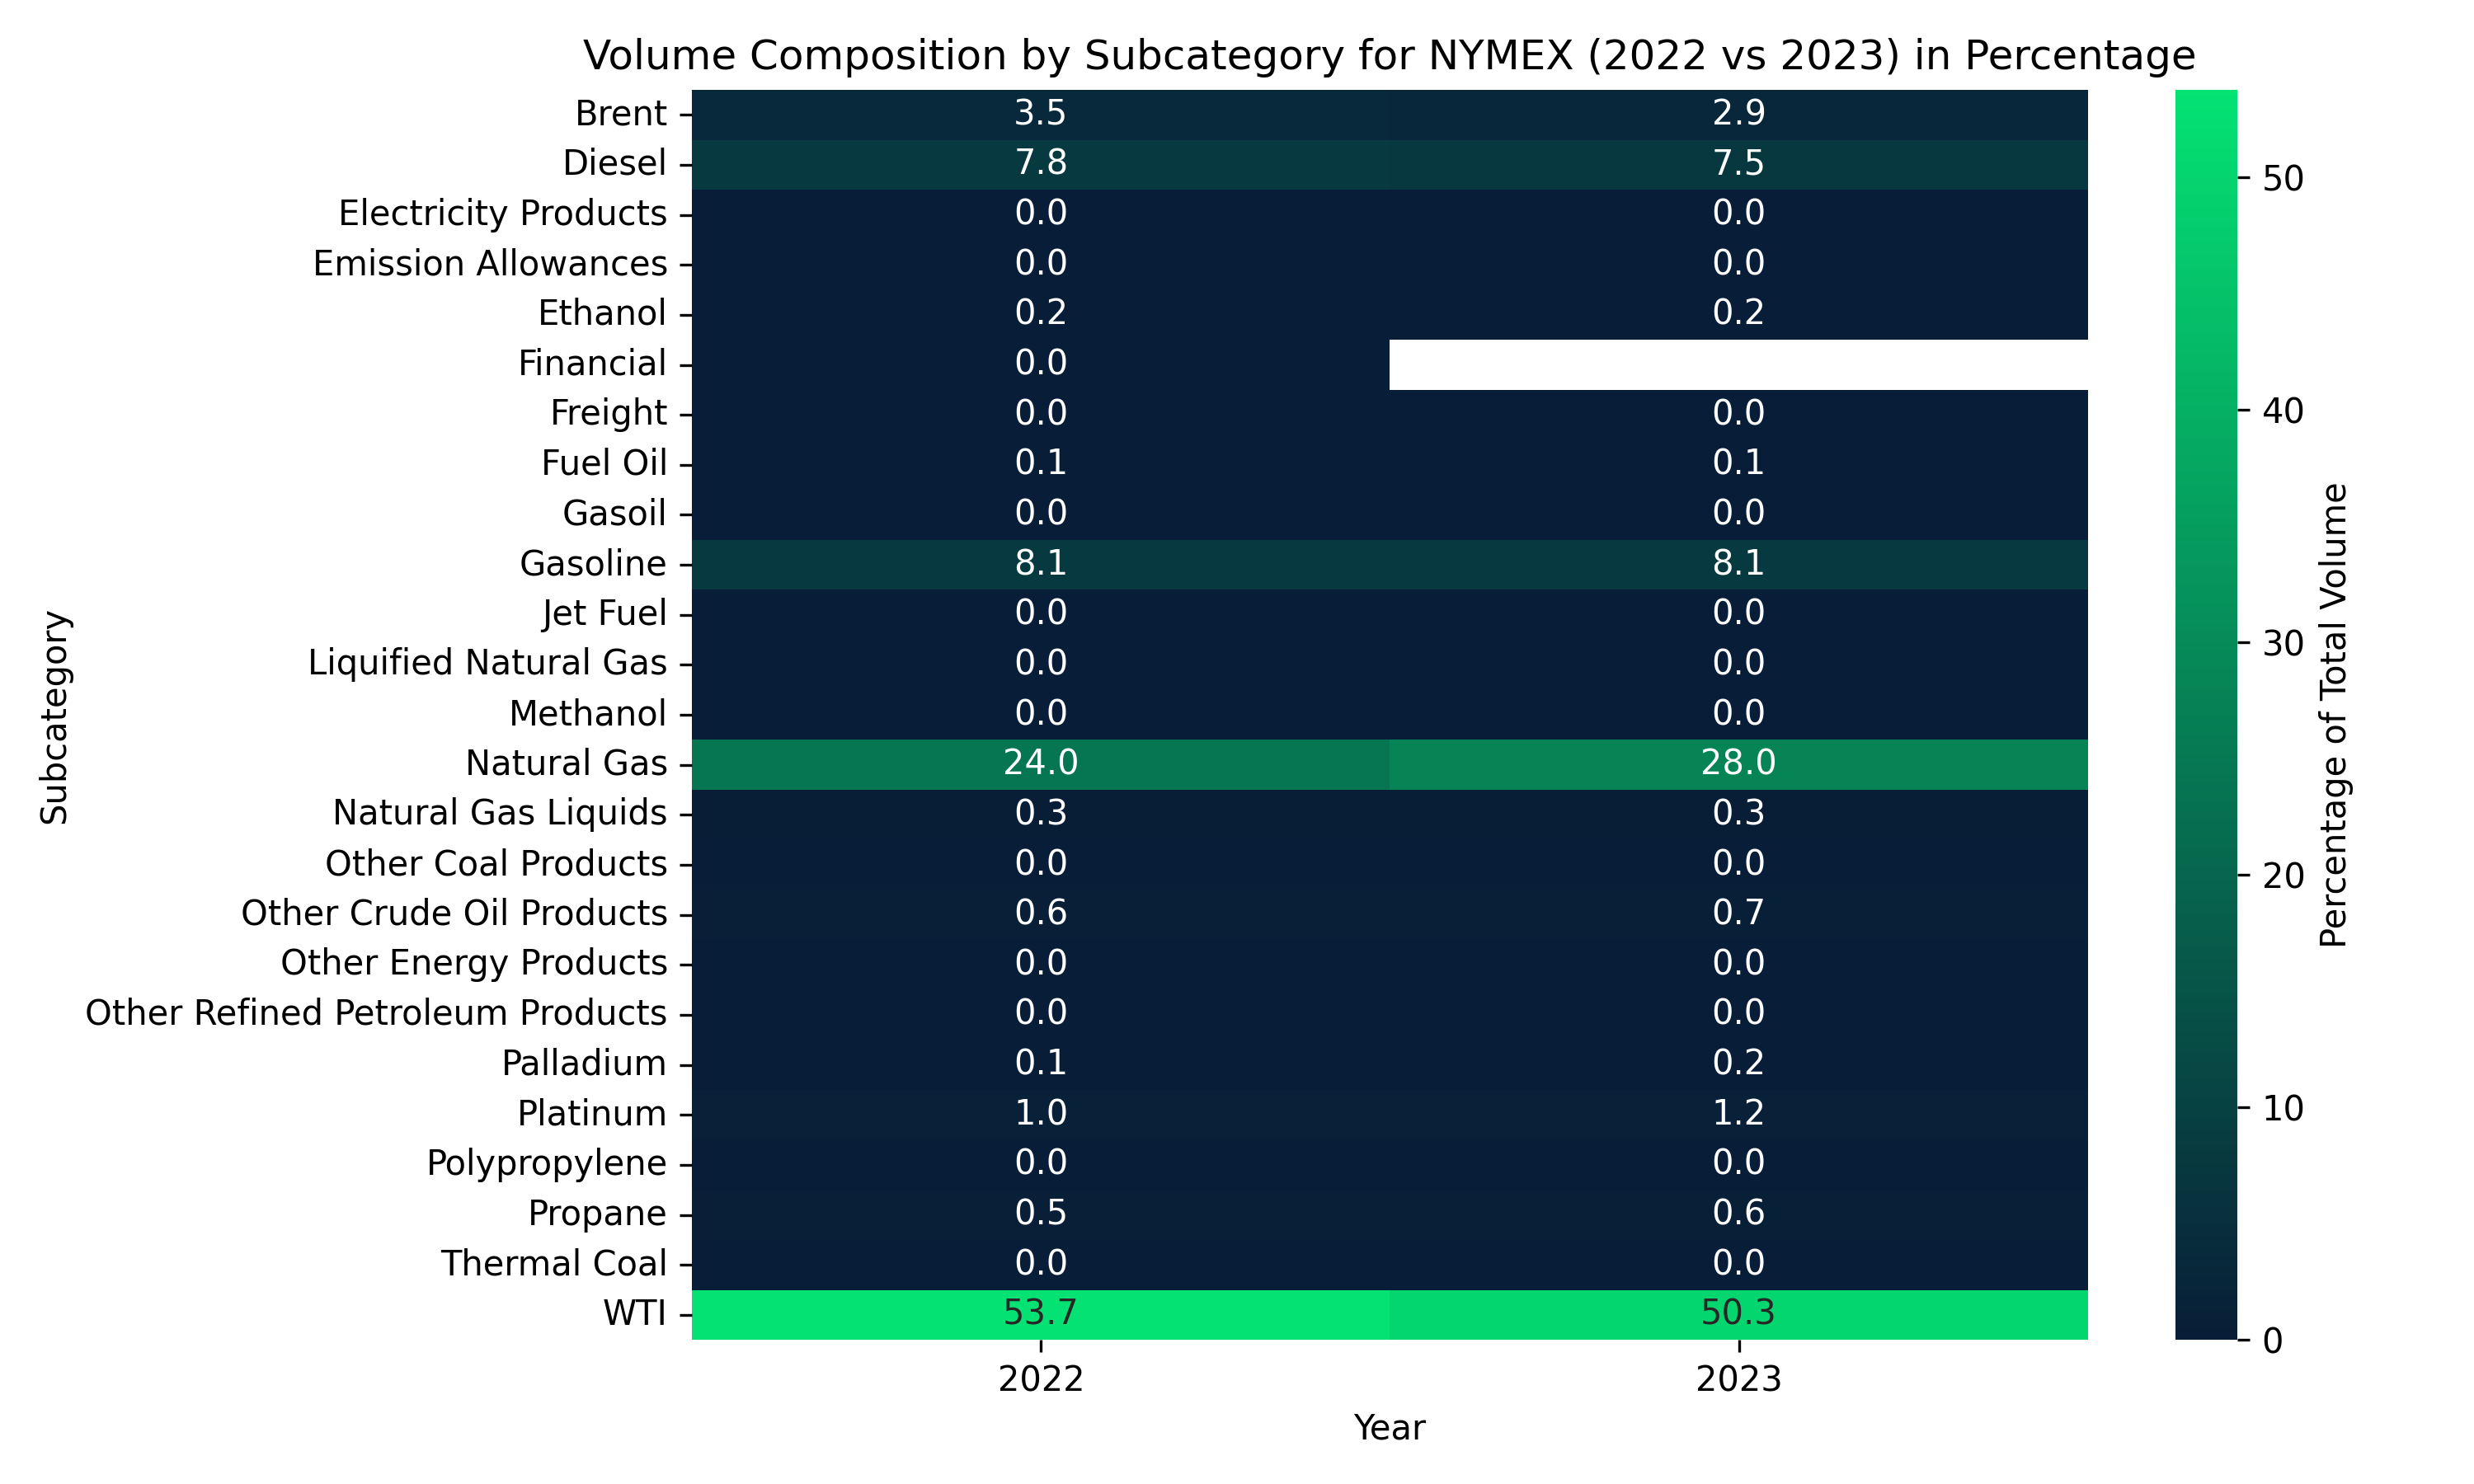 Volume Composition by Subcategory for NYMEX (2022 vs 2023) in Percentage
Subcategory
Brent 3.5 2.9
Diesel 7.8 7.5
Electricity Products 0.0 0.0
Emission Allowances 0.0 0.0
Ethanol 0.2 0.2
Financial 0.0
Freight 0.0 0.0
Fuel Oil 0.1 0.1
Gasoil 0.0 0.0
Gasoline 8.1 8.1
Jet Fuel 0.0 0.0
Liquified Natural Gas 0.0 0.0
Methanol 0.0 0.0
Natural Gas 24.0 28.0
Natural Gas Liquids 0.3 0.3
Other Coal Products 0.0 0.0
Other Crude Oil Products 0.6 0.7
Other Energy Products 0.0 0.0
Other Refined Petroleum Products 0.0 0.0
Palladium 0.1 0.2
Platinum 1.0 1.2
Polypropylene 0.0 0.0
Propane 0.5 0.6
Thermal Coal 0.0 0.0
WTI 53.7 50.3
2022 2023
Year
50
40
30
20
10
0
Percentage of Total Volume